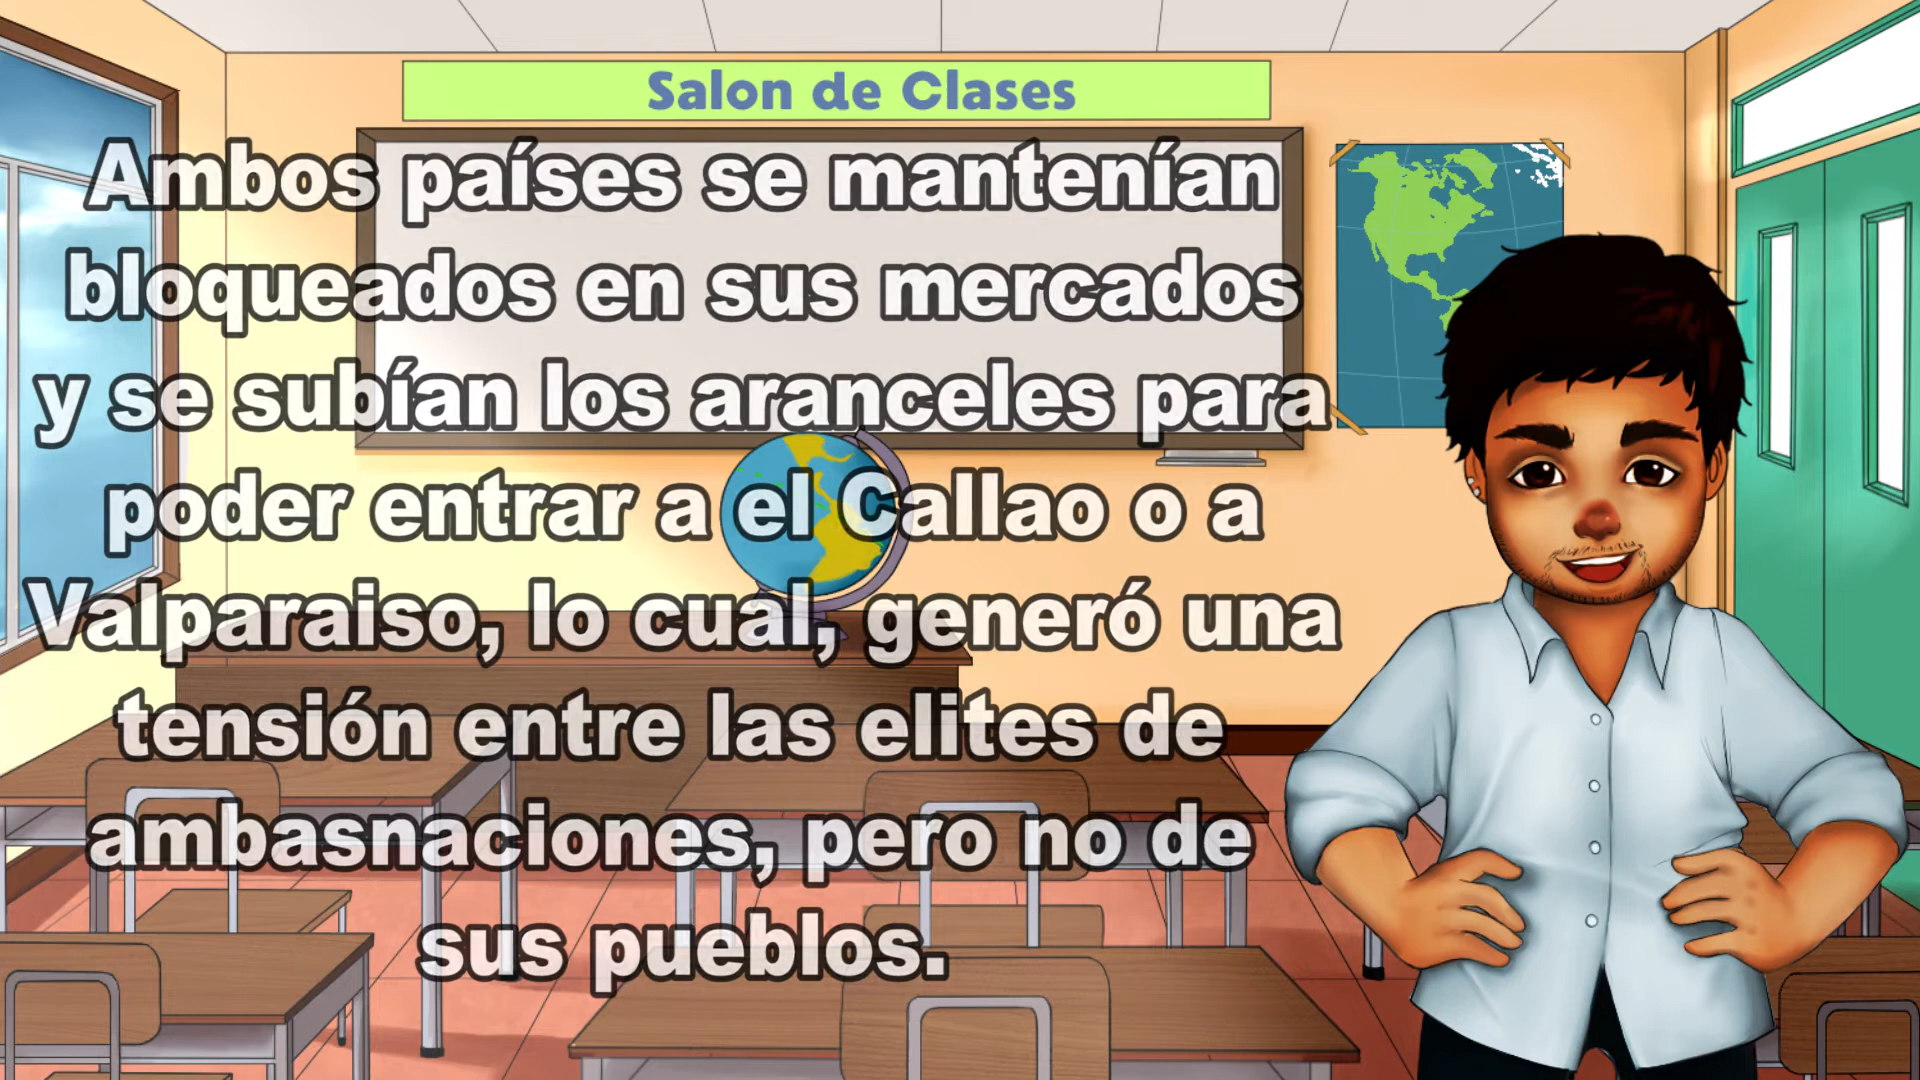 Salon de Clases
Ambos países se mantenían
bloqueados en sus mercados
y se subían los aranceles para
poder entrar a el Callao o a
Valparaiso, lo cual, generó una
tensión entre las elites de
ambasnaciones, pero no de
sus pueblos.